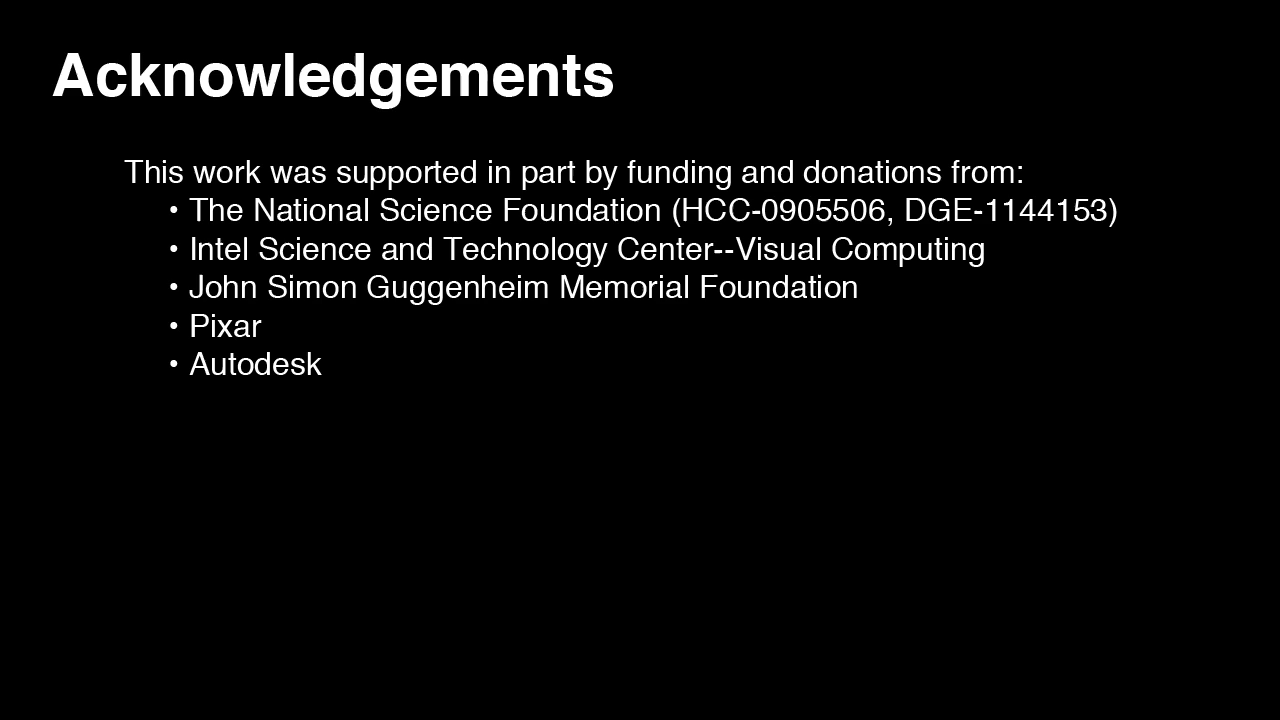 Acknowledgements
This work was supported in part by funding and donations from:
• The National Science Foundation (HCC-0905506, DGE-1144153)
• Intel Science and Technology Center--Visual Computing
• John Simon Guggenheim Memorial Foundation
• Pixar
• Autodesk